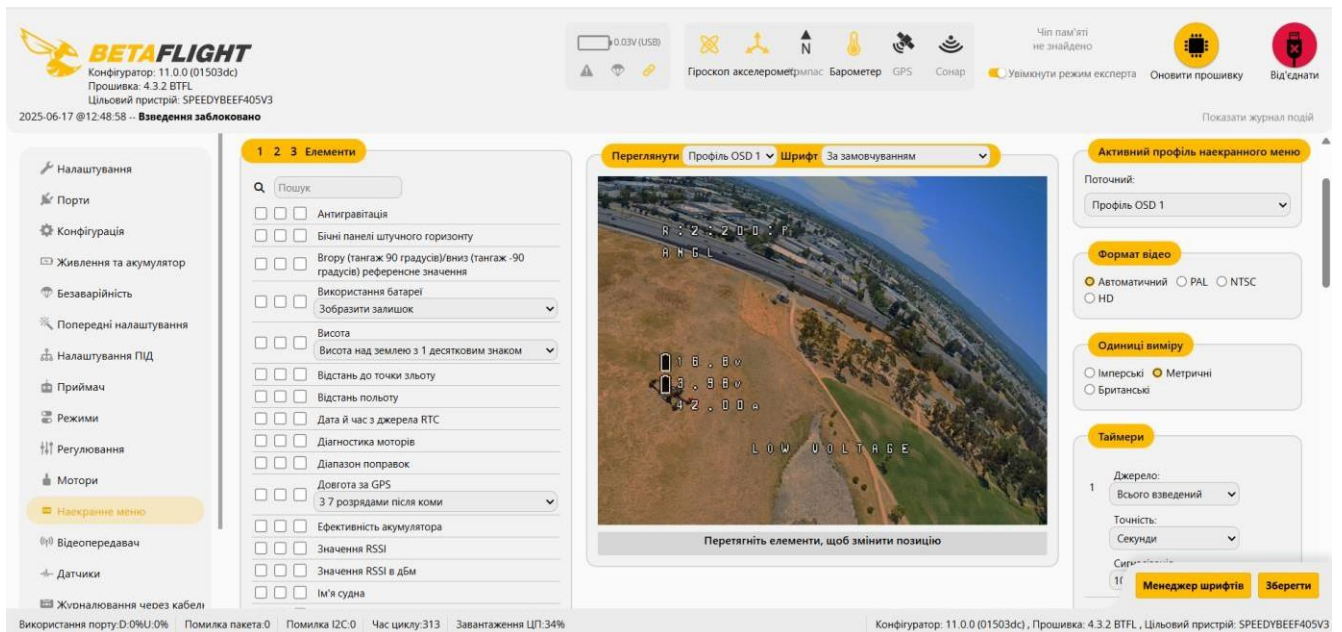 BETAFLIGHT
Конфігуратор: 11.0.0 (01503dc)
Прошивка: 4.3.2 BTFL
Цільовий пристрій: SPEEDYBEEF405V3
2025-06-17 @12:48:58 -- Взведення заблоковано
0.03V (USB)
N
Гіроскоп акселерометр
Барометер
GPS
Сонар
Чіп пам'яті
не знайдено
Увімкнути режим експерта
Оновити прошивку
Від'єднати
Показати журнал подій
Налаштування
Порти
Конфігурація
Живлення та акумулятор
Безаварійність
Попередні налаштування
Налаштування ПІД
Приймач
Режими
Регулювання
Мотори
Наекранне меню
Відеопередавач
Датчики
Журналювання через кабель
1 2 3 Елементи
Пошук
Антигравітація
Бічні панелі штучного горизонту
Вгору (тангаж 90 градусів)/вниз (тангаж -90
градусів) референсне значення
Використання батареї
Зобразити залишок
Висота
Висота над землею з 1 десятковим знаком
Відстань до точки зльоту
Відстань польоту
Дата й час з джерела RTC
Діагностика моторів
Діапазон поправок
Довгота за GPS
З 7 розрядами після коми
Ефективність акумулятора
Значення RSSI
Значення RSSI в дБм
Ім'я судна
Переглянути Профіль OSD 1 Шрифт За замовчуванням
R:2:200:P
ANGL
16.8v
3.98v
42.00a
LOW VOLTAGE
Перетягніть елементи, щоб змінити позицію
Активний профіль наекранного меню
Поточний:
Профіль OSD 1
Формат відео
Автоматичний PAL NTSC
HD
Одиниці виміру
Імперські Метричні
Британські
Таймери
1
Джерело:
Всього взведений
Точність:
Секунди
Менеджер шрифтів
Зберегти
Використання порту:D:0%U:0% Помилка пакета:0 Помилка I2C:0 Час циклу:313 Завантаження ЦП:34%
Конфігуратор: 11.0.0 (01503dc) , Прошивка: 4.3.2 BTFL , Цільовий пристрій: SPEEDYBEEF405V3